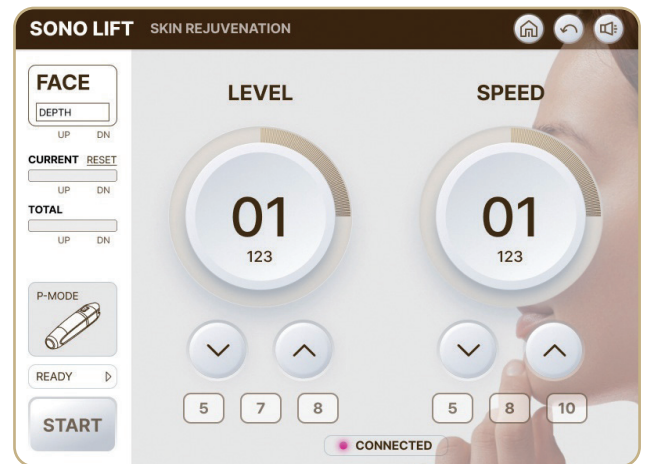 SONO LIFT SKIN REJUVENATION
FACE
DEPTH
UP DN
CURRENT RESET
UP DN
TOTAL
UP DN
P-MODE
READY
START
LEVEL
01
123
5 7 8
SPEED
01
123
5 8 10
CONNECTED